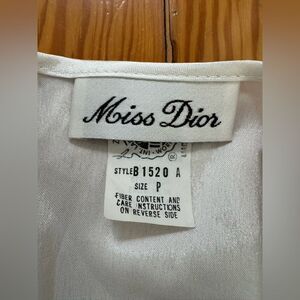 Miss Dior
STYLE B1520 A
SIZE P
FIBER CONTENT AND
CARE INSTRUCTIONS
ON REVERSE SIDE